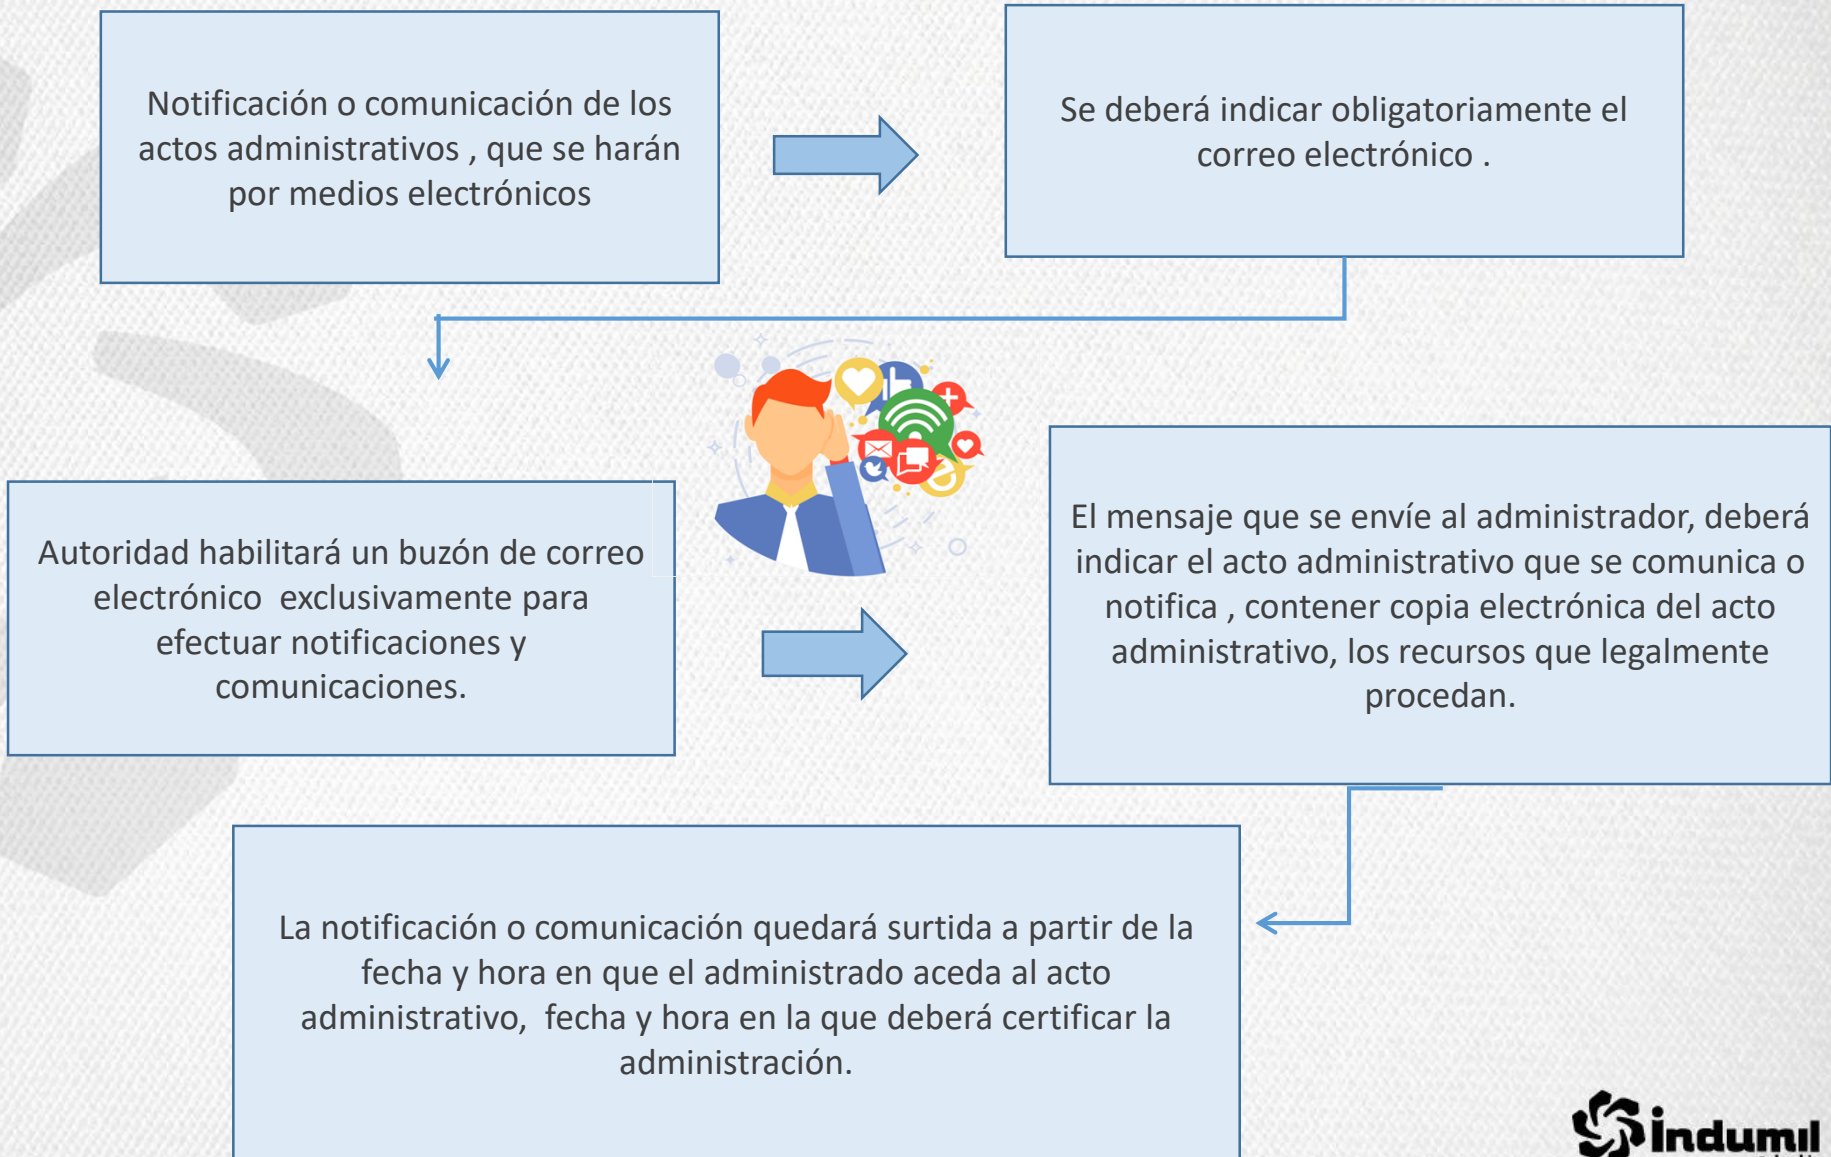 Notificación o comunicación de los
actos administrativos , que se harán
por medios electrónicos
Se deberá indicar obligatoriamente el
correo electrónico .
Autoridad habilitará un buzón de correo
electrónico  exclusivamente para
efectuar notificaciones y
comunicaciones.
El mensaje que se envíe al administrador, deberá
indicar el acto administrativo que se comunica o
notifica , contener copia electrónica del acto
administrativo, los recursos que legalmente
procedan.
La notificación o comunicación quedará surtida a partir de la
fecha y hora en que el administrado aceda al acto
administrativo,  fecha y hora en la que deberá certificar la
administración.
indumil